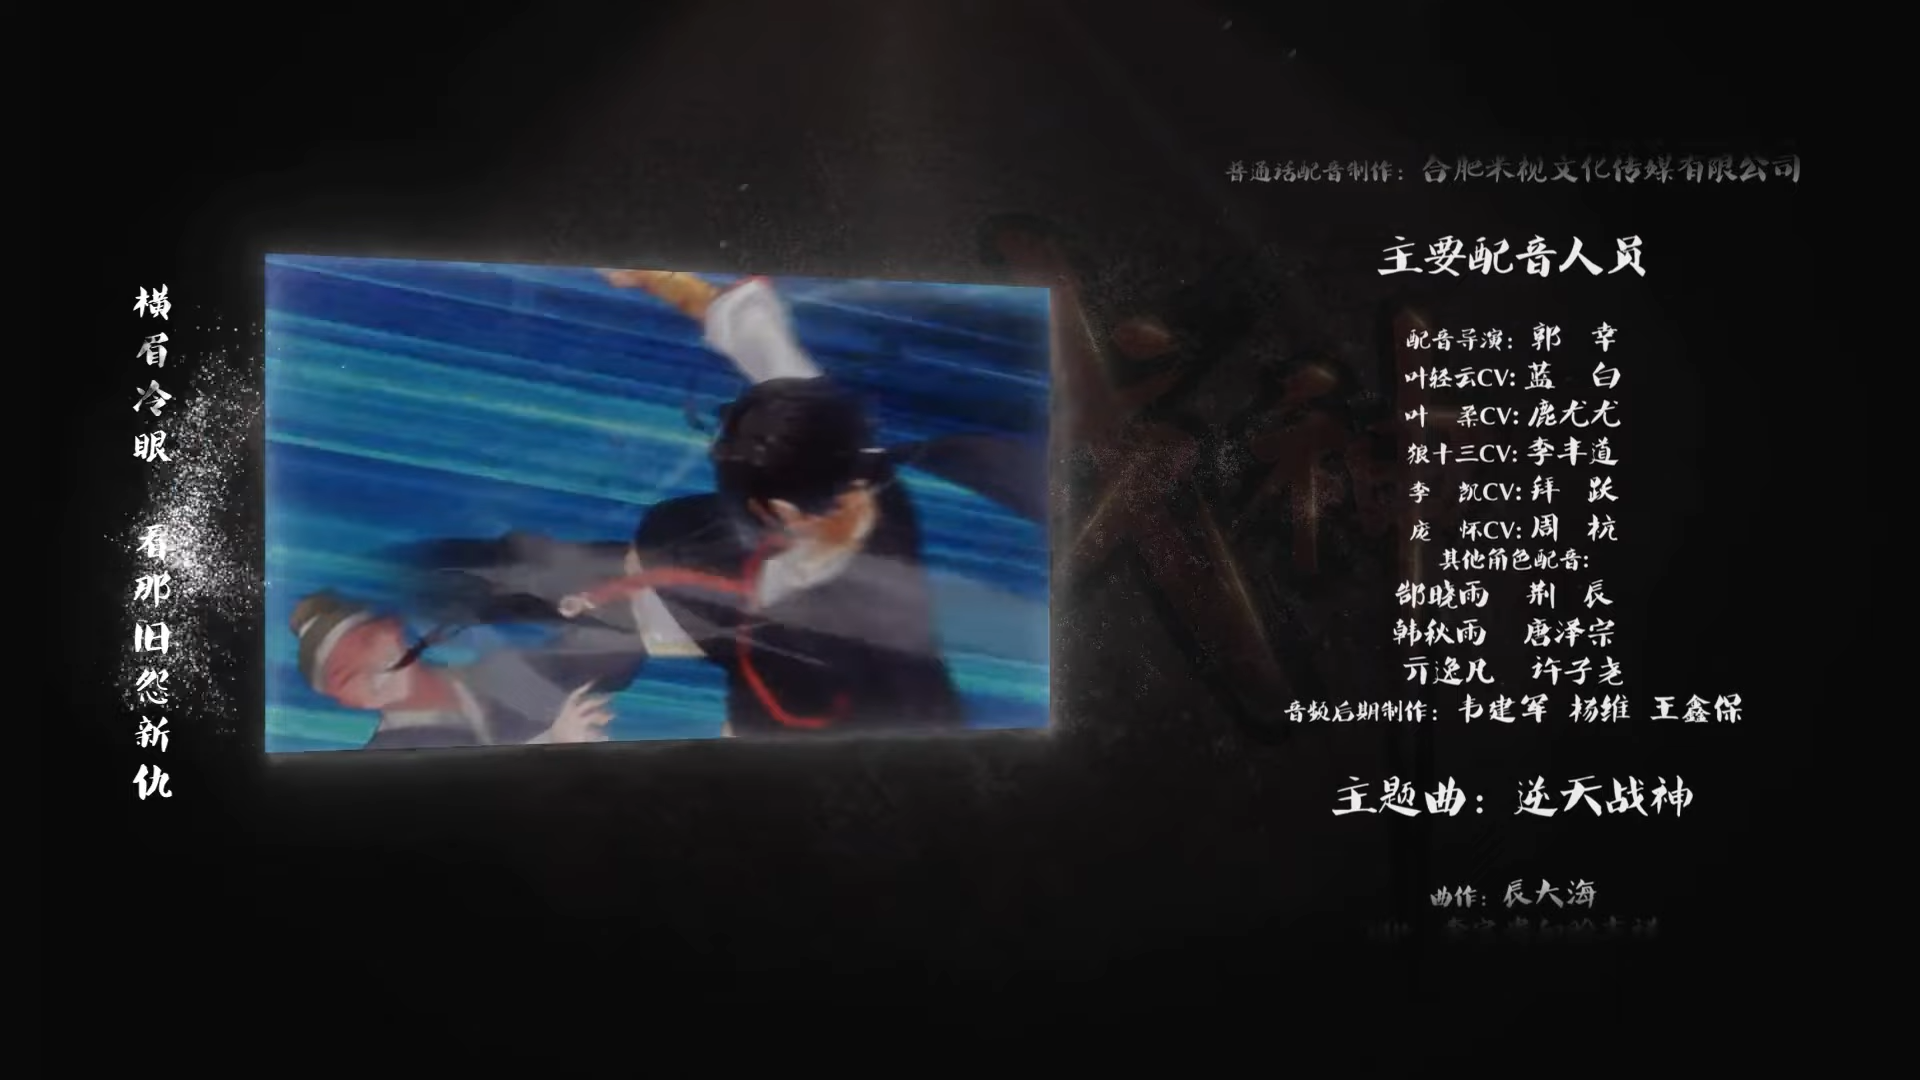 横眉冷眼 看那旧怨新仇
普通话配音制作：合肥米视文化传媒有限公司
主要配音人员
配音导演：郭 幸
叶轻云CV：蓝 白
叶 柔CV：鹿尤尤
狼十三CV：李丰道
李 凯CV：拜 跃
庞 怀CV：周 杭
其他角色配音：
郜晓雨 荆 辰
韩秋雨 唐泽宗
亓逸凡 许子尧
音频后期制作：韦建军 杨维 王鑫保
主题曲：逆天战神
曲作：辰大海